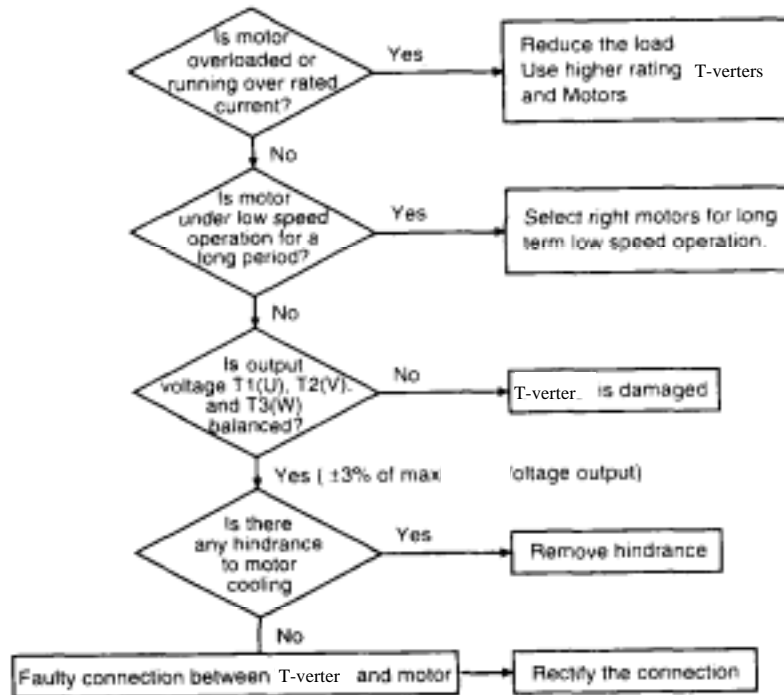 Is motor
overloaded or
running over rated
current?
Yes
Reduce the load
Use higher rating T-verters
and Motors
No
Is motor
under low speed
operation for a
long period?
Yes
Select right motors for long
term low speed operation.
No
Is output
voltage T1(U), T2(V).
and T3(W)
balanced?
No
T-verter is damaged
Yes ( ±3% of max oltage output)
Is there
any hindrance
to motor
cooling
Yes
Remove hindrance
No
Faulty connection between T-verter and motor
Rectify the connection